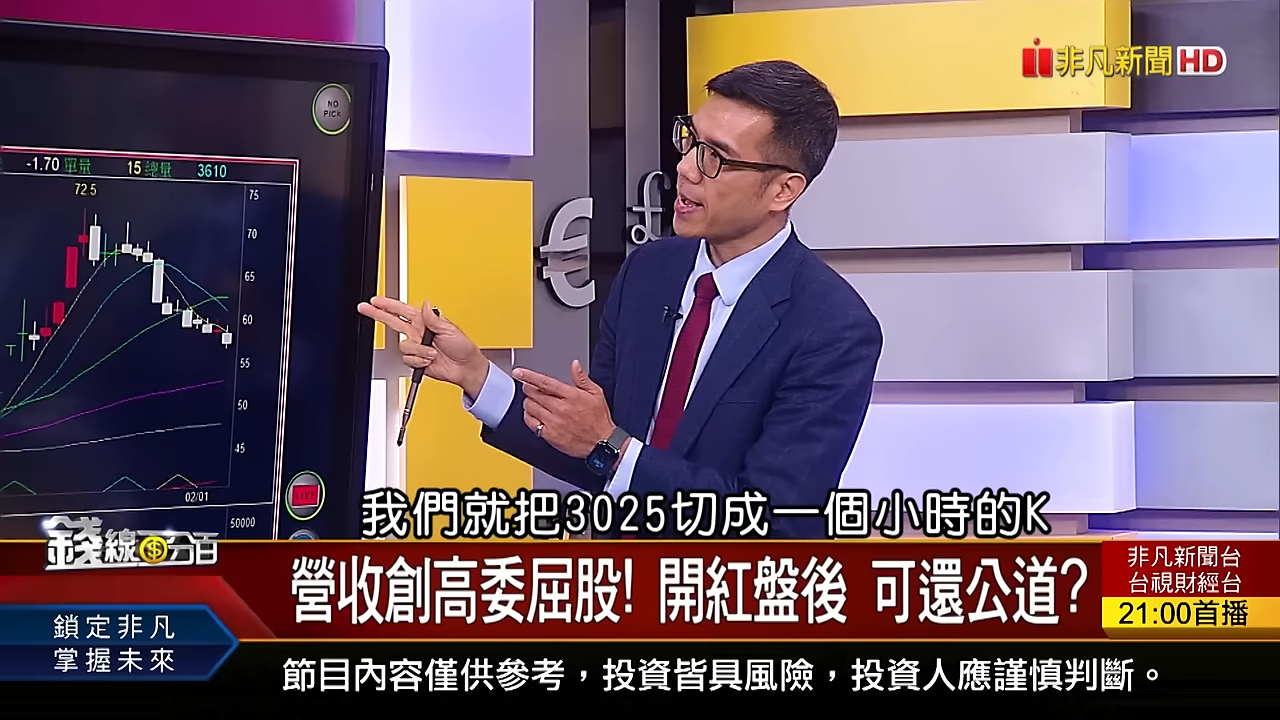 非凡新聞HD
NO
PICK
-1.70 單量 15 總量 3610
72.5
75
70
65
60
55
50
45
02/01
50000
LIVE
€
£
我們就把3025切成一個小時的K
錢線百分百
營收創高委屈股! 開紅盤後 可還公道?
非凡新聞台
台視財經台
21:00首播
鎖定非凡
掌握未來
節目內容僅供參考，投資皆具風險，投資人應謹慎判斷。